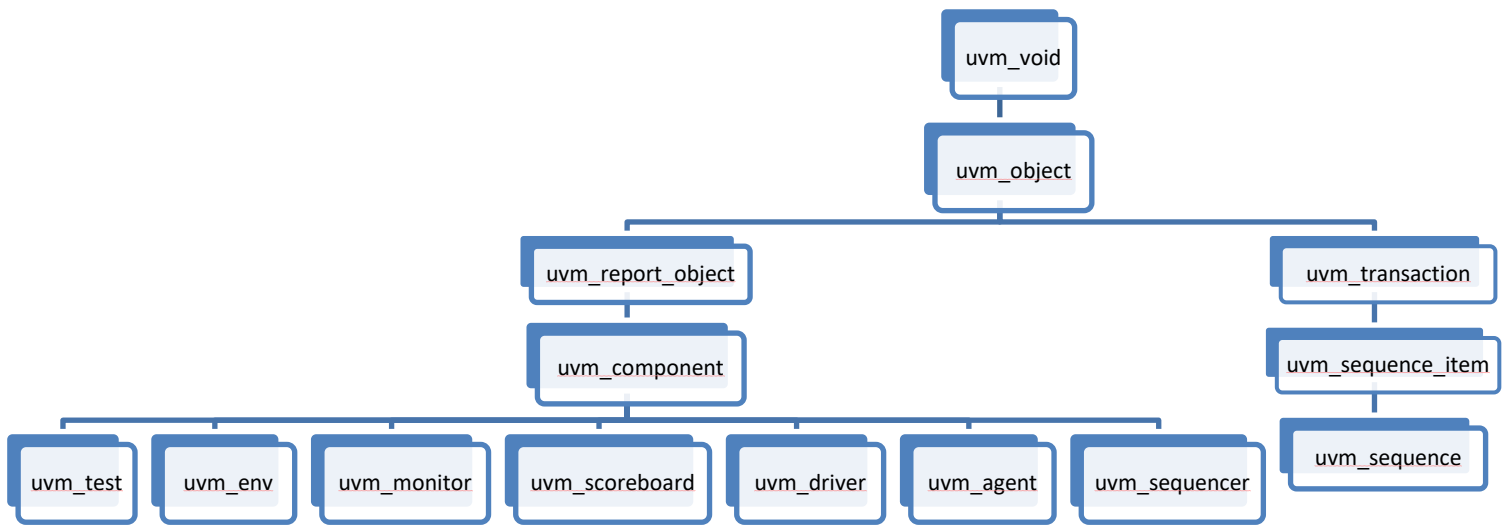 uvm_void
uvm_object
uvm_report_object
uvm_transaction
uvm_component
uvm_sequence_item
uvm_test
uvm_env
uvm_monitor
uvm_scoreboard
uvm_driver
uvm_agent
uvm_sequencer
uvm_sequence